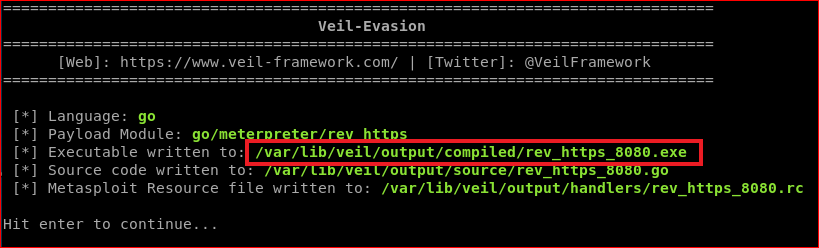 ===============================================================================
Veil-Evasion
===============================================================================
[Web]: https://www.veil-framework.com/ | [Twitter]: @VeilFramework
===============================================================================
[*] Language: go
[*] Payload Module: go/meterpreter/rev_https
[*] Executable written to: /var/lib/veil/output/compiled/rev_https_8080.exe
[*] Source code written to: /var/lib/veil/output/source/rev_https_8080.go
[*] Metasploit Resource file written to: /var/lib/veil/output/handlers/rev_https_8080.rc
Hit enter to continue...